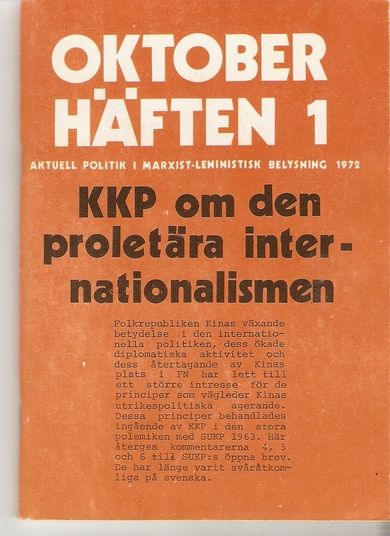 OKTOBER
HÄFTEN 1
AKTUELL POLITIK I MARXIST-LENINISTISK BELYSNING 1972
KKP om den
proletära inter-
nationalismen
Folkrepubliken Kinas växande
betydelse i den internatio-
nella politiken, dess ökade
diplomatiska aktivitet och
dess återtagande av Kinas
plats i FN har lett till
ett större intresse för de
principer som vägleder Kinas
utrikespolitiska agerande.
Dessa principer behandlades
ingående av KKP i den stora
polemiken med SUKP 1963. Här
återges kommentarerna 4, 5
och 6 till SUKP:s öppna brev.
De har länge varit svåråtkom-
liga på svenska.